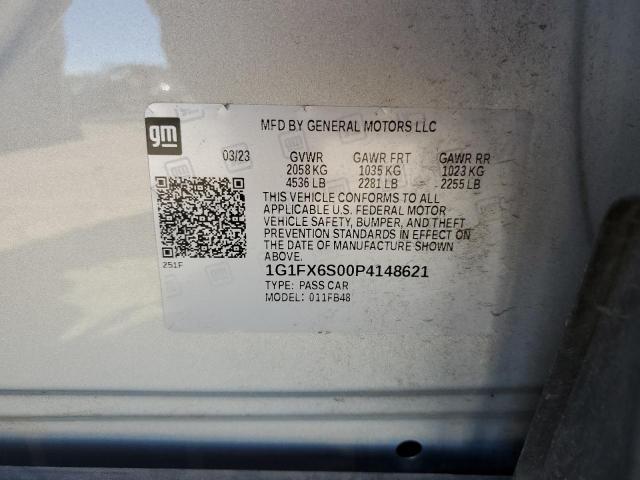 gm
MFD BY GENERAL MOTORS LLC
03/23 GVWR GAWR FRT GAWR RR
2058 KG 1035 KG 1023 KG
4536 LB 2281 LB 2255 LB
THIS VEHICLE CONFORMS TO ALL
APPLICABLE U.S. FEDERAL MOTOR
VEHICLE SAFETY, BUMPER, AND THEFT
PREVENTION STANDARDS IN EFFECT ON
THE DATE OF MANUFACTURE SHOWN
ABOVE.
251F
1G1FX6S00P4148621
TYPE: PASS CAR
MODEL: 011FB48